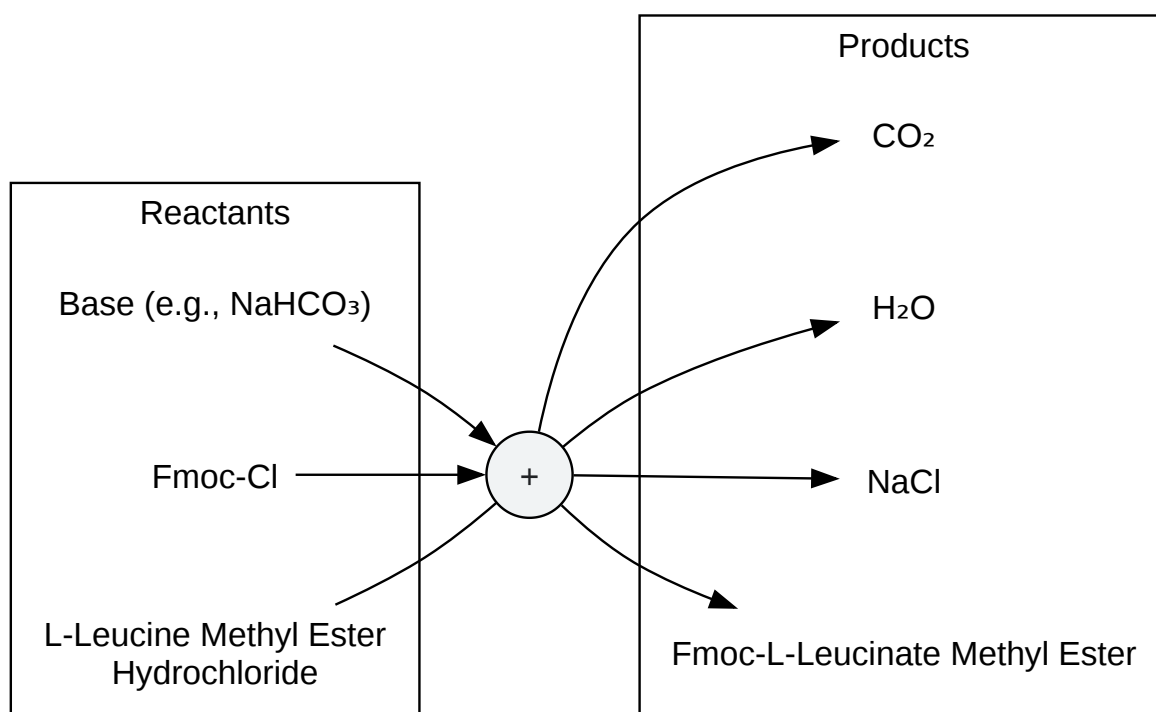 Reactants
Base (e.g., NaHCO₃)
Fmoc-Cl
L-Leucine Methyl Ester
Hydrochloride
+
Products
CO₂
H₂O
NaCl
Fmoc-L-Leucinate Methyl Ester